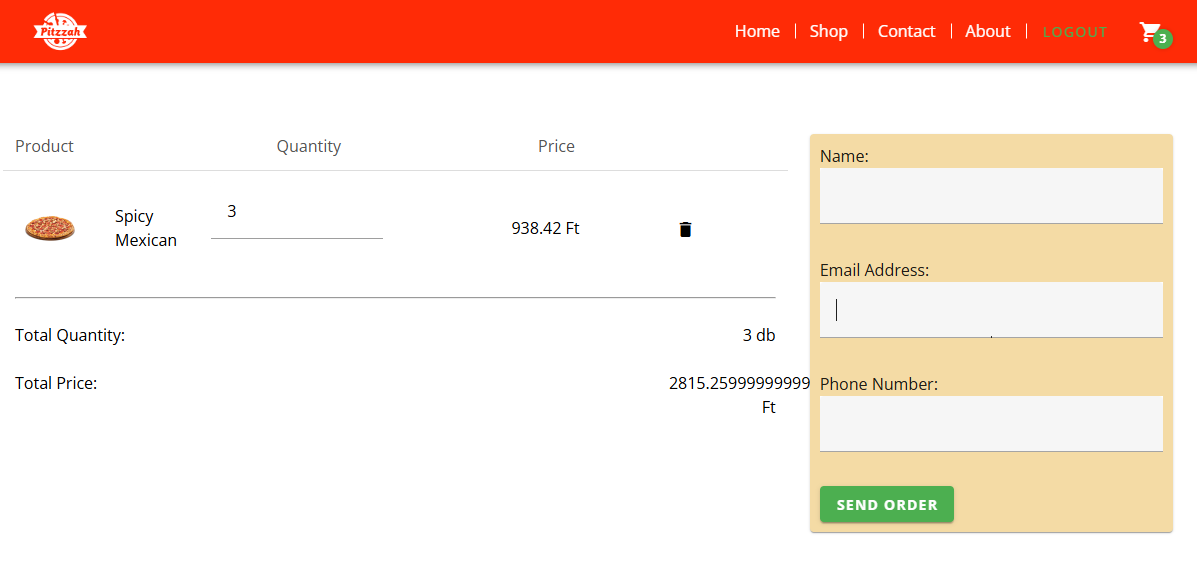 Pitzzah
Home
Shop
Contact
About
LOGOUT
3
Product
Quantity
Price
Spicy
Mexican
3
938.42 Ft
Total Quantity:
3 db
Total Price:
2815.25999999999
Ft
Name:
Email Address:
Phone Number:
SEND ORDER